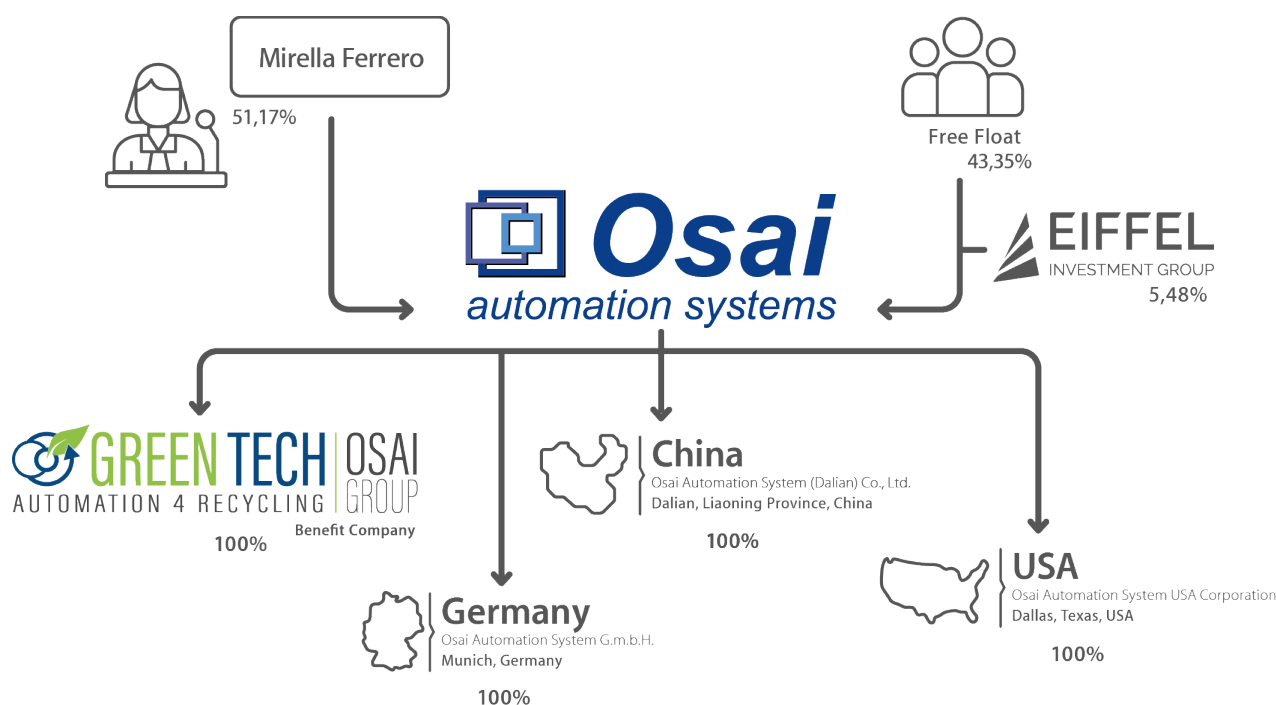 Mirella Ferrero
51,17%
Free Float
43,35%
Osai
automation systems
EIFFEL
INVESTMENT GROUP
5,48%
GREEN TECH
AUTOMATION 4 RECYCLING
OSAI
GROUP
Benefit Company
100%
China
Osai Automation System (Dalian) Co., Ltd.
Dalian, Liaoning Province, China
100%
Germany
Osai Automation System G.m.b.H.
Munich, Germany
100%
USA
Osai Automation System USA Corporation
Dallas, Texas, USA
100%